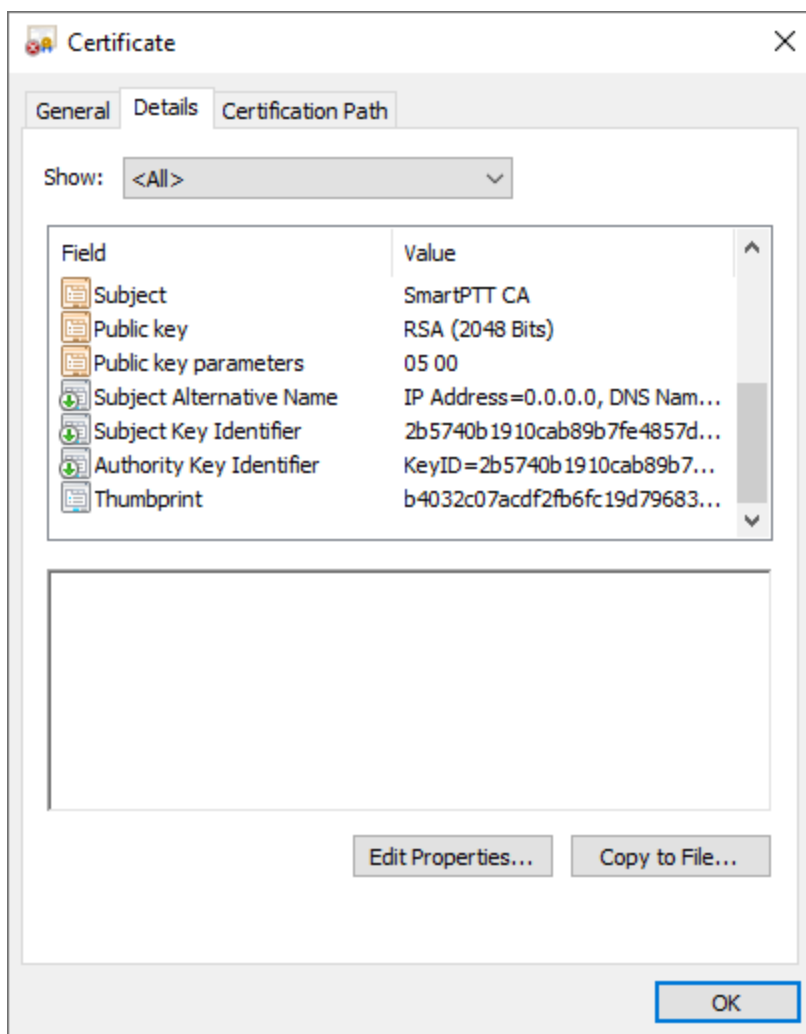 Certificate
General Details Certification Path
Show: <All>
Field Value
Subject SmartPTT CA
Public key RSA (2048 Bits)
Public key parameters 05 00
Subject Alternative Name IP Address=0.0.0.0, DNS Nam...
Subject Key Identifier 2b5740b1910cab89b7fe4857d...
Authority Key Identifier KeyID=2b5740b1910cab89b7...
Thumbprint b4032c07acdf2fb6fc19d79683...
Edit Properties... Copy to File...
OK